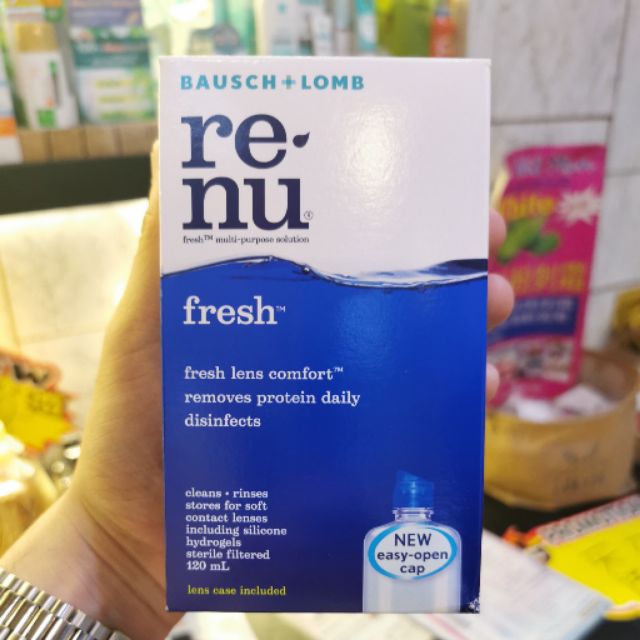 BAUSCH + LOMB
re
nu®
fresh™ multi-purpose solution
fresh™
fresh lens comfort™
removes protein daily
disinfects
cleans • rinses
stores for soft
contact lenses
including silicone
hydrogels
sterile filtered
120 mL
lens case included
NEW
easy-open
cap